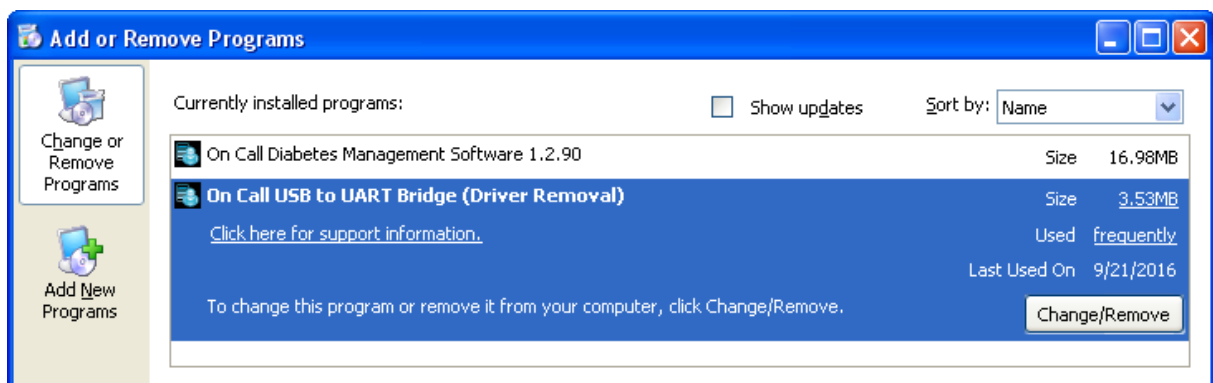 Add or Remove Programs
Change or
Remove
Programs
Add New
Programs
Currently installed programs:
Show updates
Sort by: Name
On Call Diabetes Management Software 1.2.90 Size 16.98MB
On Call USB to UART Bridge (Driver Removal) Size 3.53MB
Click here for support information. Used frequently
Last Used On 9/21/2016
To change this program or remove it from your computer, click Change/Remove. Change/Remove